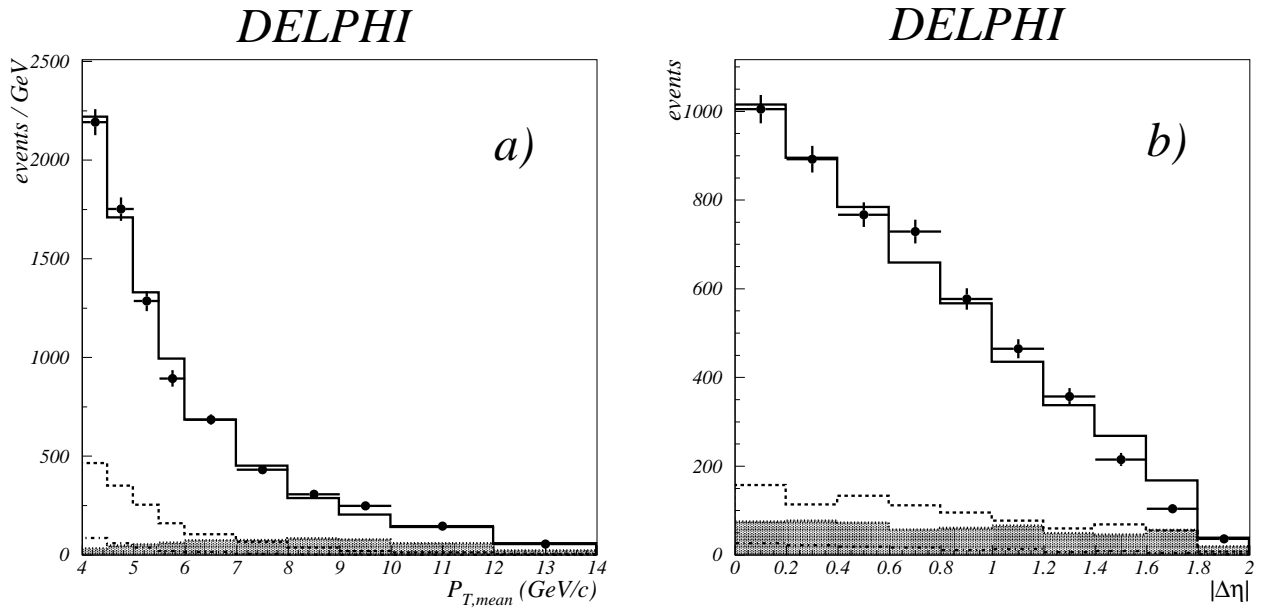 DELPHI
events / GeV
2500
2000
1500
1000
500
0
a)
4 5 6 7 8 9 10 11 12 13 14
P_{T,mean} (GeV/c)
DELPHI
events
1000
800
600
400
200
0
b)
0 0.2 0.4 0.6 0.8 1 1.2 1.4 1.6 1.8 2
|Δη|